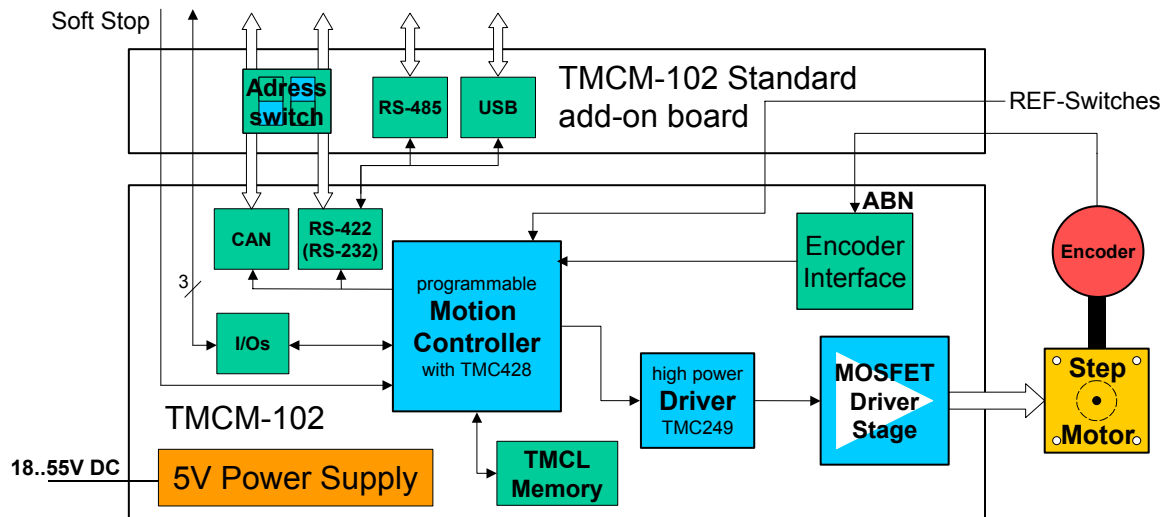 Soft Stop
Adress
switch
RS-485
USB
TMCM-102 Standard
add-on board
REF-Switches
CAN
RS-422
(RS-232)
ABN
Encoder
Interface
Encoder
3
programmable
Motion
Controller
with TMC428
I/Os
high power
Driver
TMC249
MOSFET
Driver
Stage
Step
Motor
TMCM-102
TMCL
Memory
18..55V DC
5V Power Supply